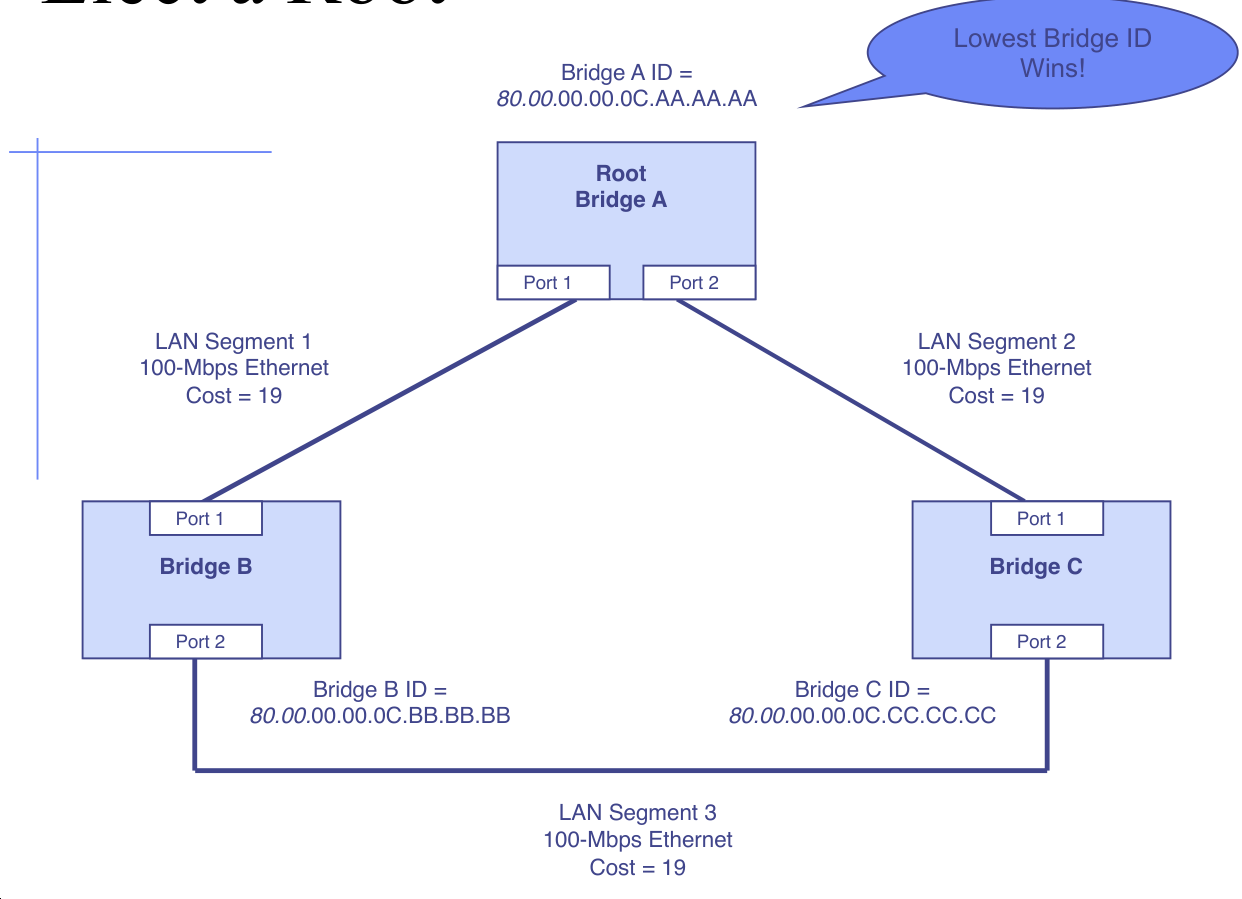 Elect a Root
Lowest Bridge ID
Wins!
Bridge A ID =
80.00.00.00.0C.AA.AA.AA
Root
Bridge A
Port 1
Port 2
LAN Segment 1
100-Mbps Ethernet
Cost = 19
LAN Segment 2
100-Mbps Ethernet
Cost = 19
Port 1
Bridge B
Port 2
Port 1
Bridge C
Port 2
Bridge B ID =
80.00.00.00.0C.BB.BB.BB
Bridge C ID =
80.00.00.00.0C.CC.CC.CC
LAN Segment 3
100-Mbps Ethernet
Cost = 19